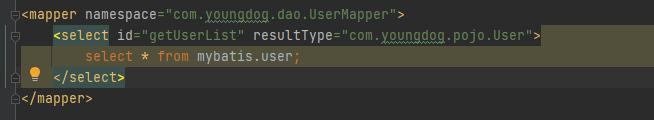 <mapper namespace="com.youngdog.dao.UserMapper">
<select id="getUserList" resultType="com.youngdog.pojo.User">
select * from mybatis.user;
</select>
</mapper>